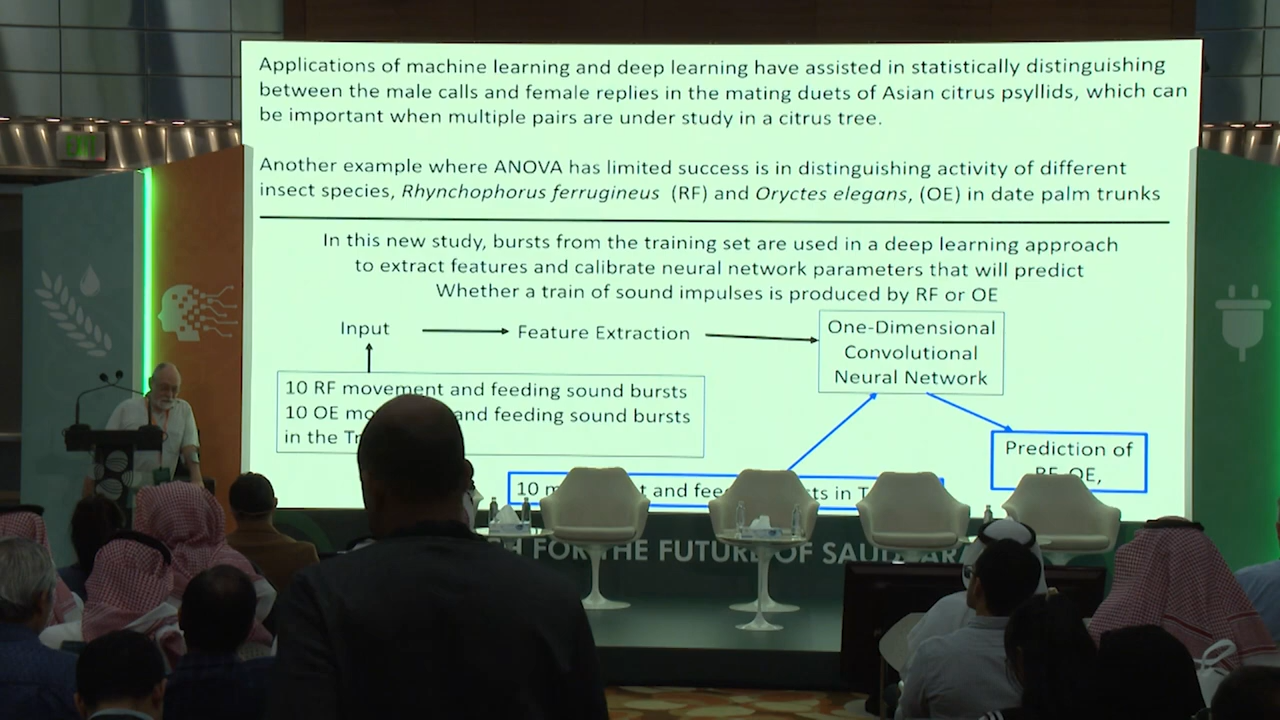 Applications of machine learning and deep learning have assisted in statistically distinguishing
between the male calls and female replies in the mating duets of Asian citrus psyllids, which can
be important when multiple pairs are under study in a citrus tree.
Another example where ANOVA has limited success is in distinguishing activity of different
insect species, Rhynchophorus ferrugineus (RF) and Oryctes elegans, (OE) in date palm trunks
In this new study, bursts from the training set are used in a deep learning approach
to extract features and calibrate neural network parameters that will predict
Whether a train of sound impulses is produced by RF or OE
Input
Feature Extraction
One-Dimensional
Convolutional
Neural Network
10 RF movement and feeding sound bursts
10 OE and feeding sound bursts
in the
Prediction of
RF, OE,
10 and in
FOR THE FUTURE OF
EXIT